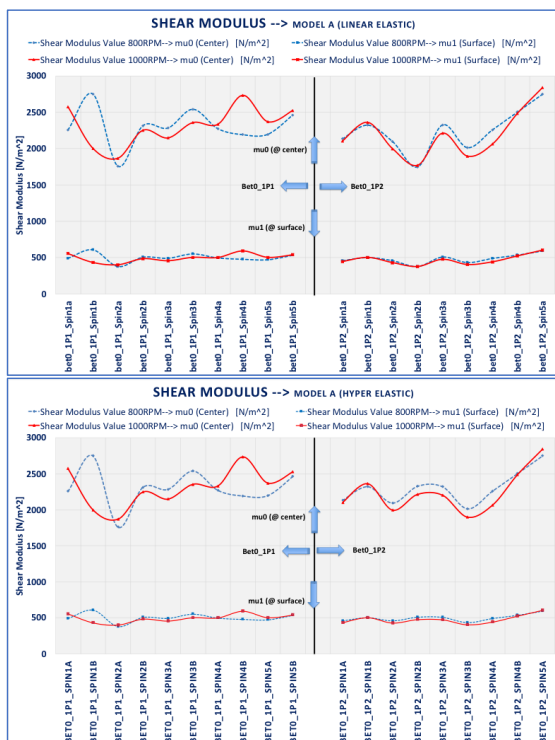 SHEAR MODULUS --> MODEL A (LINEAR ELASTIC)
Shear Modulus Value 800RPM--> mu0 (Center) [N/m^2]
Shear Modulus Value 800RPM--> mu1 (Surface) [N/m^2]
Shear Modulus Value 1000RPM--> mu0 (Center) [N/m^2]
Shear Modulus Value 1000RPM--> mu1 (Surface) [N/m^2]
Shear Modulus [N/m^2]
3000
2500
2000
1500
1000
500
0
mu0 (@ center)
Bet0_1P1
Bet0_1P2
mu1 (@ surface)
bet0_1P1_Spin1a
bet0_1P1_Spin1b
bet0_1P1_Spin2a
bet0_1P1_Spin2b
bet0_1P1_Spin3a
bet0_1P1_Spin3b
bet0_1P1_Spin4a
bet0_1P1_Spin4b
bet0_1P1_Spin5a
bet0_1P1_Spin5b
bet0_1P2_Spin1a
bet0_1P2_Spin1b
bet0_1P2_Spin2a
bet0_1P2_Spin2b
bet0_1P2_Spin3a
bet0_1P2_Spin3b
bet0_1P2_Spin4a
bet0_1P2_Spin4b
bet0_1P2_Spin5a
SHEAR MODULUS --> MODEL A (HYPER ELASTIC)
Shear Modulus Value 800RPM--> mu0 (Center) [N/m^2]
Shear Modulus Value 800RPM--> mu1 (Surface) [N/m^2]
Shear Modulus Value 1000RPM--> mu0 (Center) [N/m^2]
Shear Modulus Value 1000RPM--> mu1 (Surface) [N/m^2]
Shear Modulus [N/m^2]
3000
2500
2000
1500
1000
500
0
mu0 (@ center)
Bet0_1P1
Bet0_1P2
mu1 (@ surface)
BET0_1P1_SPIN1A
BET0_1P1_SPIN1B
BET0_1P1_SPIN2A
BET0_1P1_SPIN2B
BET0_1P1_SPIN3A
BET0_1P1_SPIN3B
BET0_1P1_SPIN4A
BET0_1P1_SPIN4B
BET0_1P1_SPIN5A
BET0_1P1_SPIN5B
BET0_1P2_SPIN1A
BET0_1P2_SPIN1B
BET0_1P2_SPIN2A
BET0_1P2_SPIN2B
BET0_1P2_SPIN3A
BET0_1P2_SPIN3B
BET0_1P2_SPIN4A
BET0_1P2_SPIN4B
BET0_1P2_SPIN5A